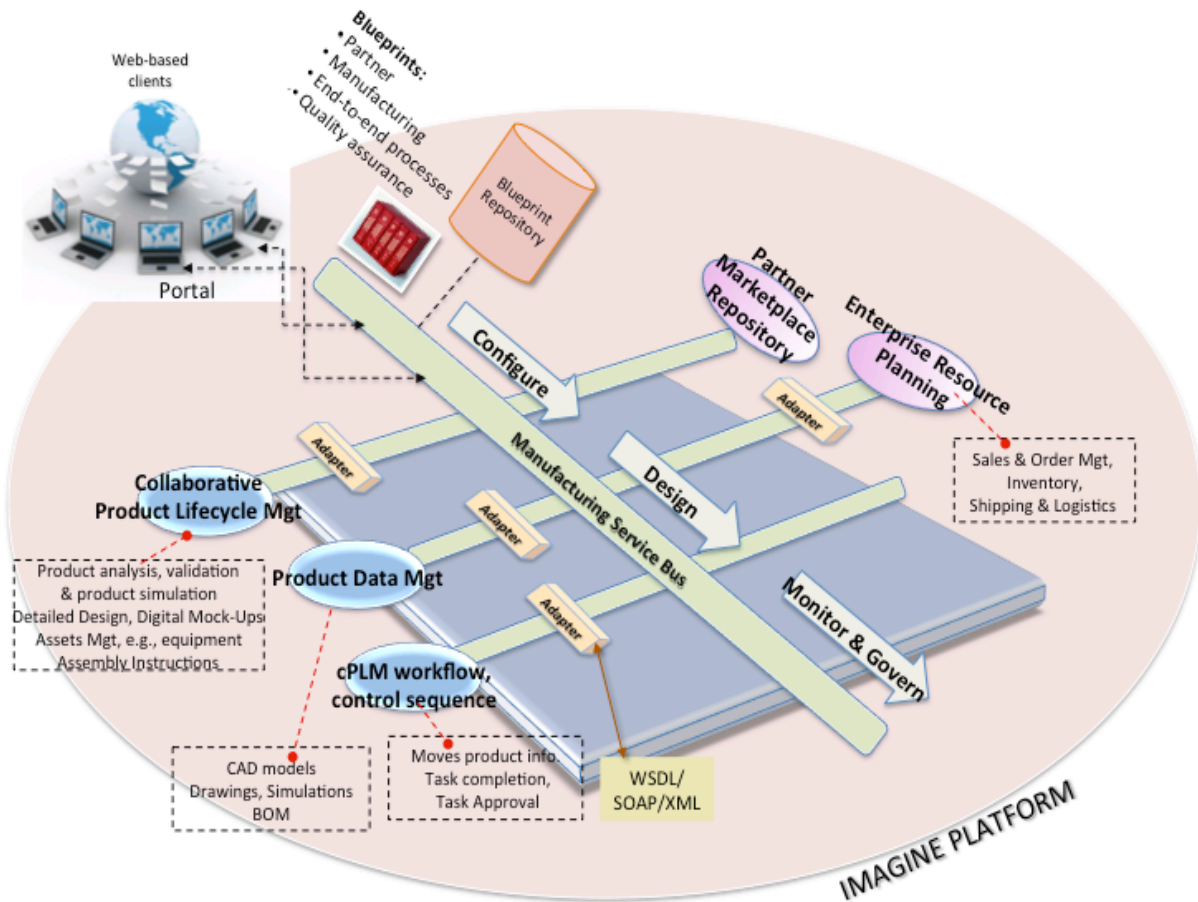 Web-based
clients
Portal
Blueprints:
• Partner
• Manufacturing
• End-to-end processes
• Quality assurance
Blueprint
Repository
Partner
Marketplace
Repository
Enterprise Resource
Planning
Configure
Adapter
Adapter
Sales & Order Mgt,
Inventory,
Shipping & Logistics
Collaborative
Product Lifecycle Mgt
Design
Manufacturing Service Bus
Adapter
Product analysis, validation
& product simulation
Detailed Design, Digital Mock-Ups
Assets Mgt, e.g., equipment
Assembly Instructions
Product Data Mgt
Adapter
Monitor & Govern
cPLM workflow,
control sequence
CAD models
Drawings, Simulations
BOM
Moves product info.
Task completion,
Task Approval
WSDL/
SOAP/XML
IMAGINE PLATFORM